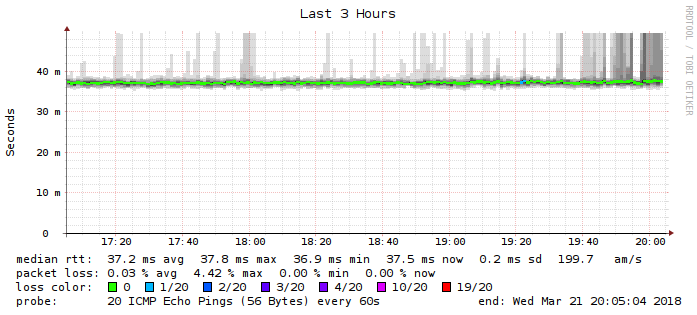 Last 3 Hours
RRDTOOL / TOBI OETIKER
Seconds
40 m
30 m
20 m
10 m
0
17:20 17:40 18:00 18:20 18:40 19:00 19:20 19:40 20:00
median rtt: 37.2 ms avg 37.8 ms max 36.9 ms min 37.5 ms now 0.2 ms sd 199.7 am/s
packet loss: 0.03 % avg 4.42 % max 0.00 % min 0.00 % now
loss color: 0 1/20 2/20 3/20 4/20 10/20 19/20
probe: 20 ICMP Echo Pings (56 Bytes) every 60s end: Wed Mar 21 20:05:04 2018